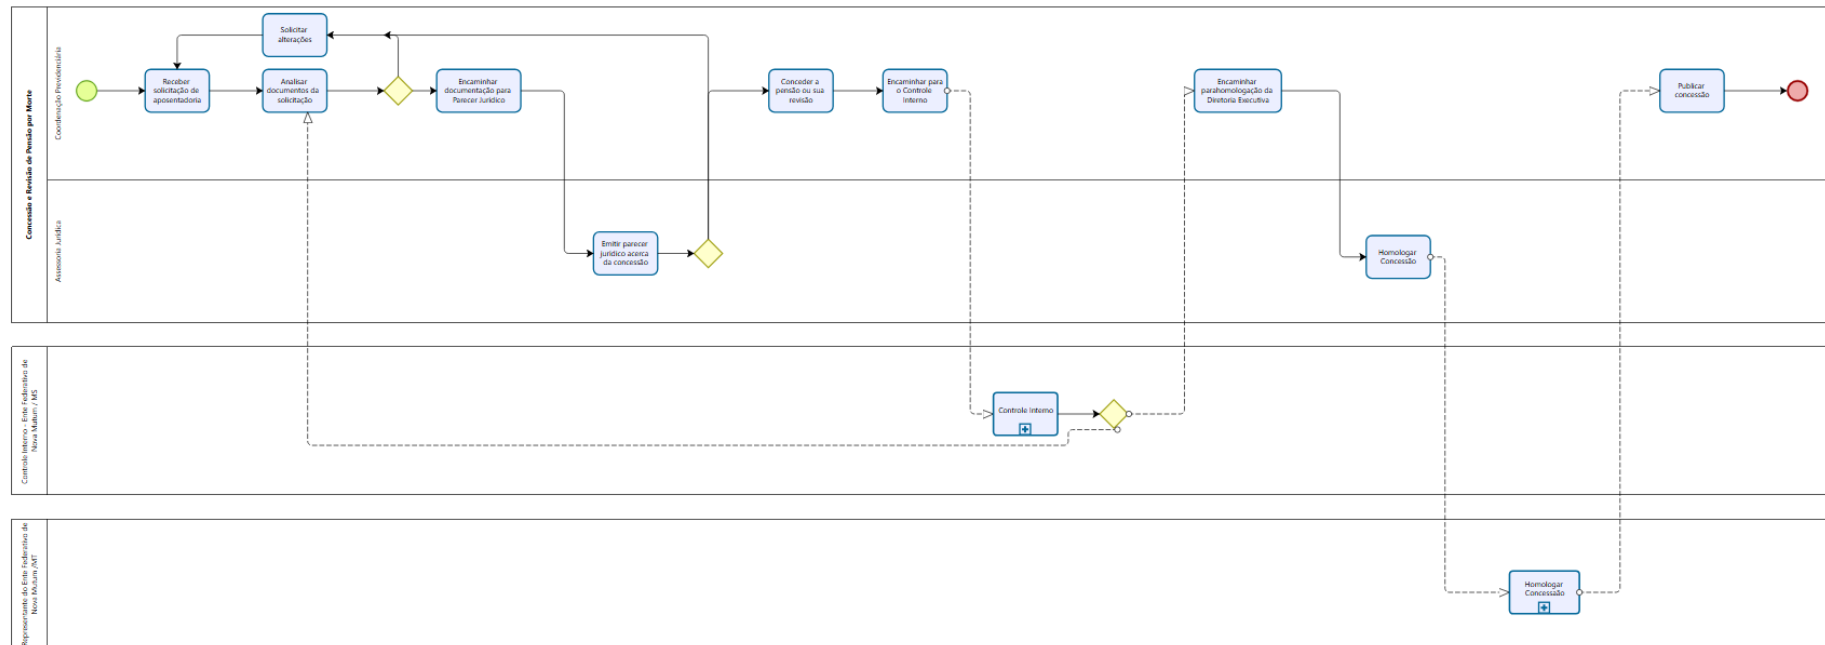 Concessão e Revisão de Pensão por Morte
Coordenação Previdenciária
Solicitar
alterações
Receber
solicitação de
aposentadoria
Analisar
documentos da
solicitação
Encaminhar
documentação para
Parecer Jurídico
Conceder a
pensão ou sua
revisão
Encaminhar para
o Controle
Interno
Encaminhar
parahomologação da
Diretoria Executiva
Publicar
concessão
Assessoria Jurídica
Emitir parecer
jurídico acerca
da concessão
Homologar
Concessão
Controle Interno - Ente Federativo de
Nova Mutum / MS
Controle Interno
Representante do Ente Federativo de
Nova Mutum /MT
Homologar
Concessaão